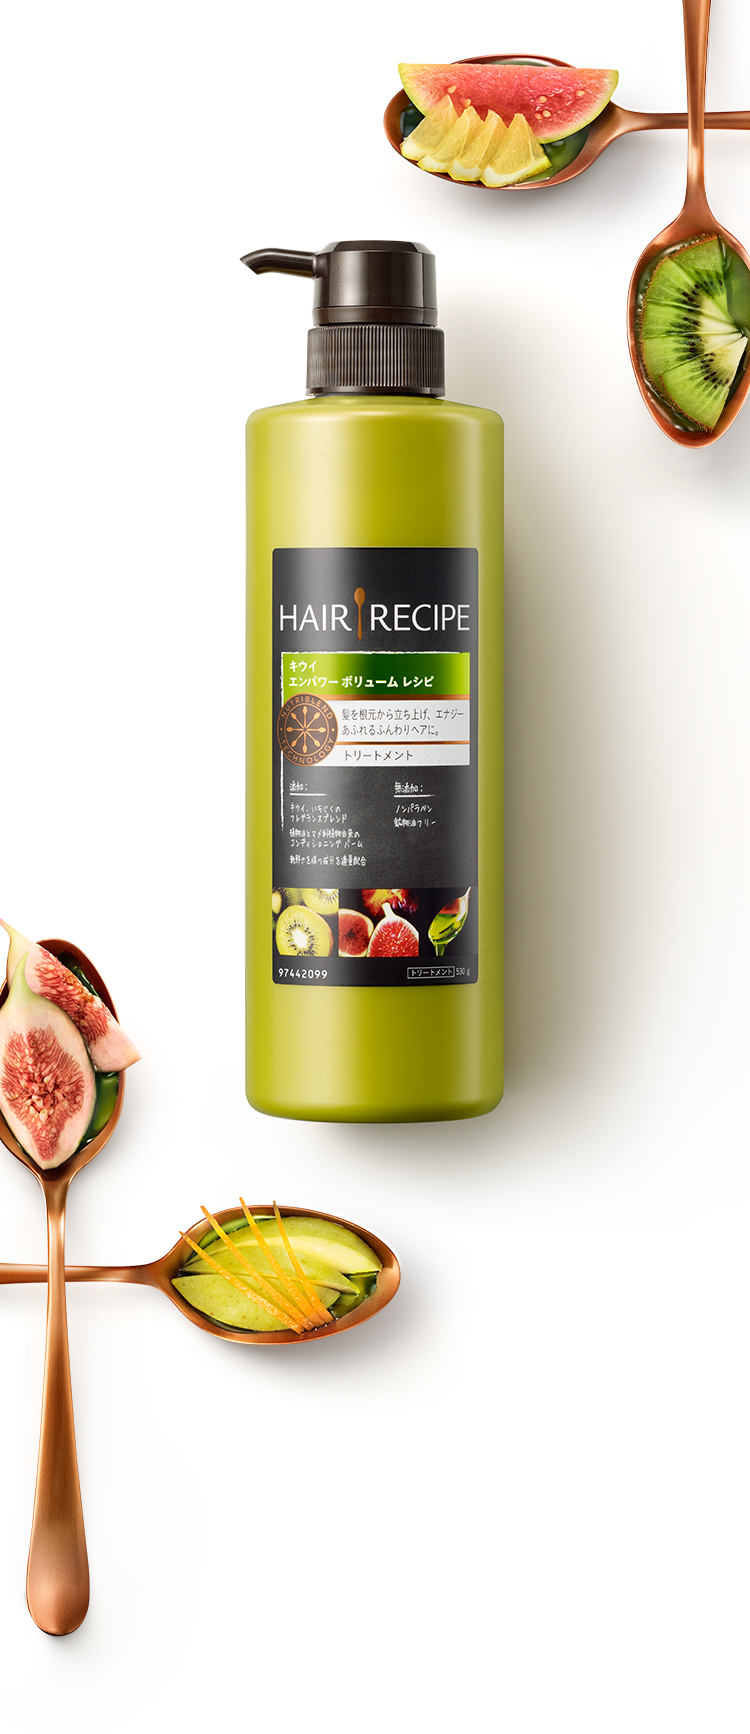 HAIR RECIPE
キウイ
エンパワー ボリューム レシピ
NUTRIBLEND TECHNOLOGY
髪を根元から立ち上げ、エナジー
あふれるふんわりヘアに。
トリートメント
添加：
キウイ、いちじくの
フレグランスブレンド
植物油とマメ科植物由来の
コンディショニング バーム
新鮮さを保つ成分を適量配合
無添加：
ノンパラベン
鉱物油フリー
97442099
トリートメント 530 g